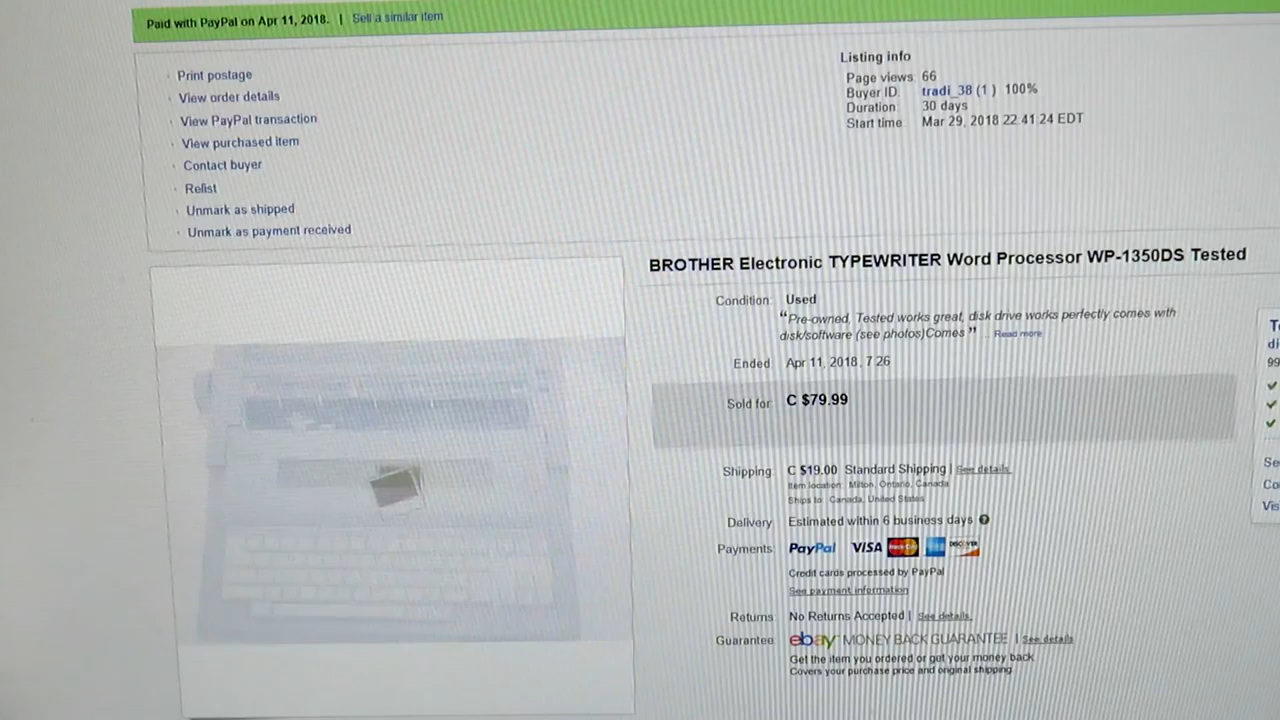 Paid with PayPal on Apr 11, 2018. | Sell a similar item
Print postage
View order details
View PayPal transaction
View purchased item
Contact buyer
Relist
Unmark as shipped
Unmark as payment received
Listing info
Page views: 66
Buyer ID: tradi_38 (1 ) 100%
Duration: 30 days
Start time: Mar 29, 2018 22:41:24 EDT
BROTHER Electronic TYPEWRITER Word Processor WP-1350DS Tested
Condition: Used
“Pre-owned, Tested works great, disk drive works perfectly comes with
disk/software (see photos)Comes ” ... Read more
Ended: Apr 11, 2018, 7:26
Sold for: C $79.99
Shipping: C $19.00 Standard Shipping | See details
Item location: Milton, Ontario, Canada
Ships to: Canada, United States
Delivery: Estimated within 6 business days
Payments: PayPal VISA MasterCard DISCOVER
Credit cards processed by PayPal
See payment information
Returns: No Returns Accepted | See details
Guarantee: ebay MONEY BACK GUARANTEE | See details
Get the item you ordered or get your money back
Covers your purchase price and original shipping
di
99
Se
Co
Vis